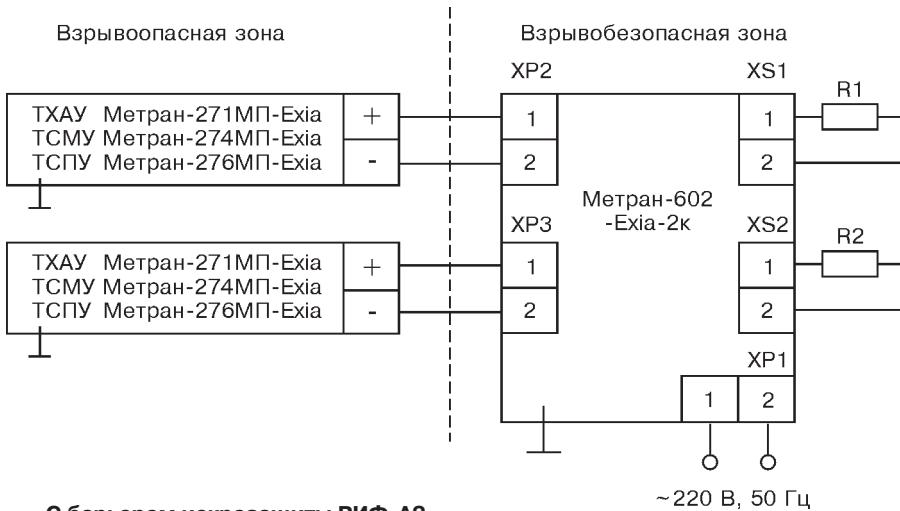 Взрывоопасная зона
Взрывобезопасная зона
XP2
XS1
R1
ТХАУ Метран-271МП-Exia
ТСМУ Метран-274МП-Exia
ТСПУ Метран-276МП-Exia
+
-
1
2
1
2
Метран-602
-Exia-2к
XP3
XS2
R2
ТХАУ Метран-271МП-Exia
ТСМУ Метран-274МП-Exia
ТСПУ Метран-276МП-Exia
+
-
1
2
1
2
XP1
1
2
~220 В, 50 Гц